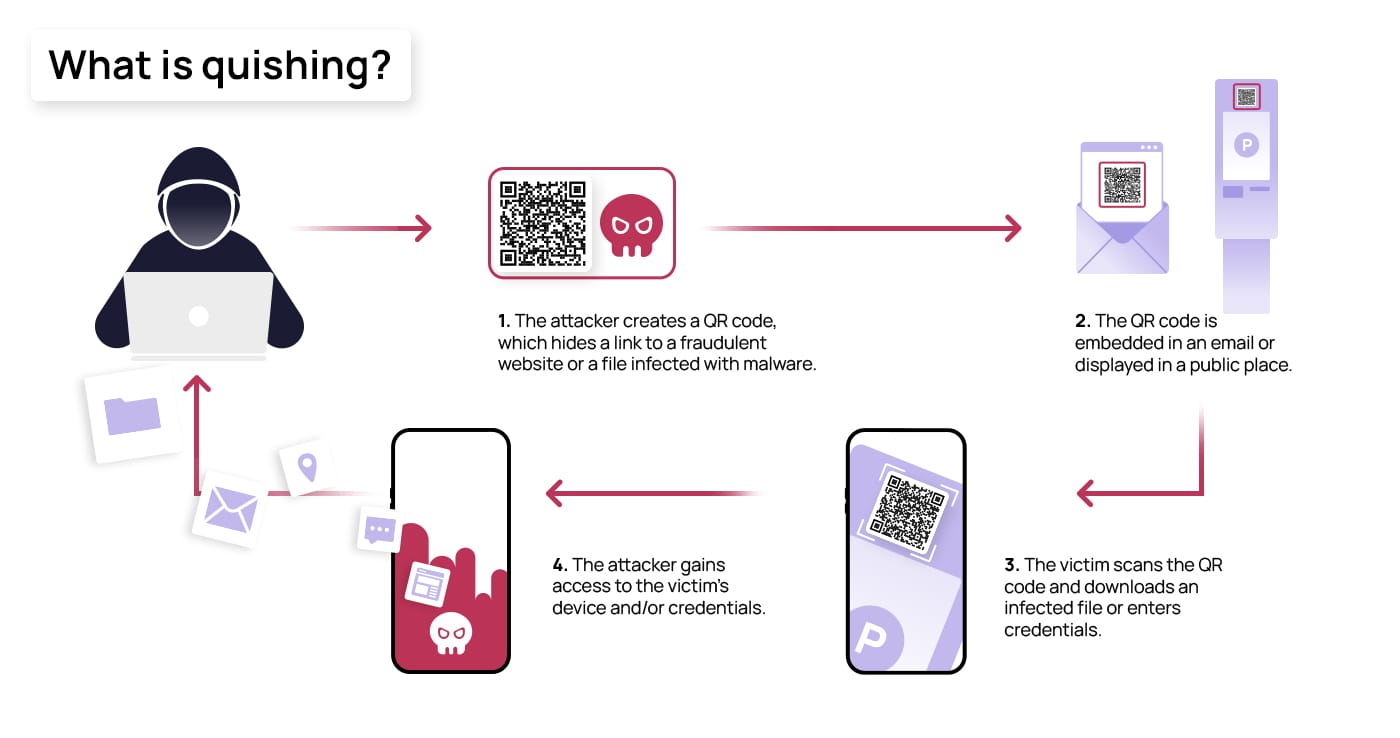 What is quishing?
P
1. The attacker creates a QR code,
which hides a link to a fraudulent
website or a file infected with malware.
2. The QR code is
embedded in an email or
displayed in a public place.
4. The attacker gains
access to the victim's
device and/or credentials.
P
3. The victim scans the QR
code and downloads an
infected file or enters
credentials.